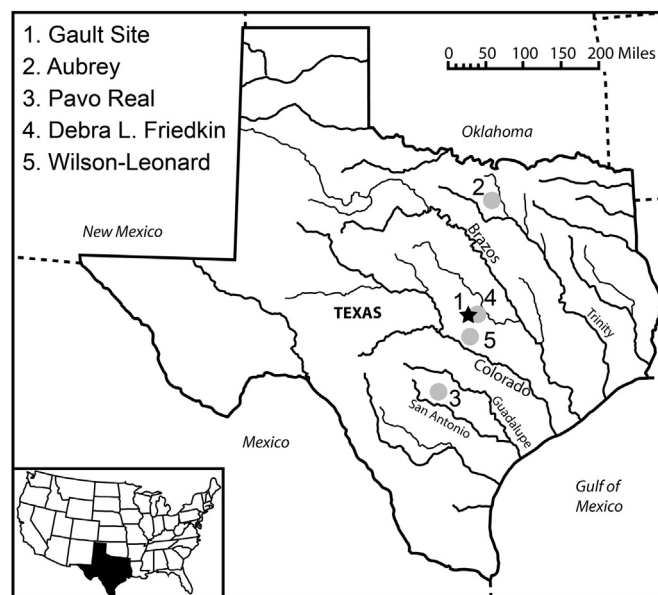 1. Gault Site
2. Aubrey
3. Pavo Real
4. Debra L. Friedkin
5. Wilson-Leonard
0 50 100 200 Miles
Oklahoma
2
New Mexico
Brazos
1 4
TEXAS
5
Trinity
Colorado
3
San Antonio
Guadalupe
Mexico
Gulf of
Mexico